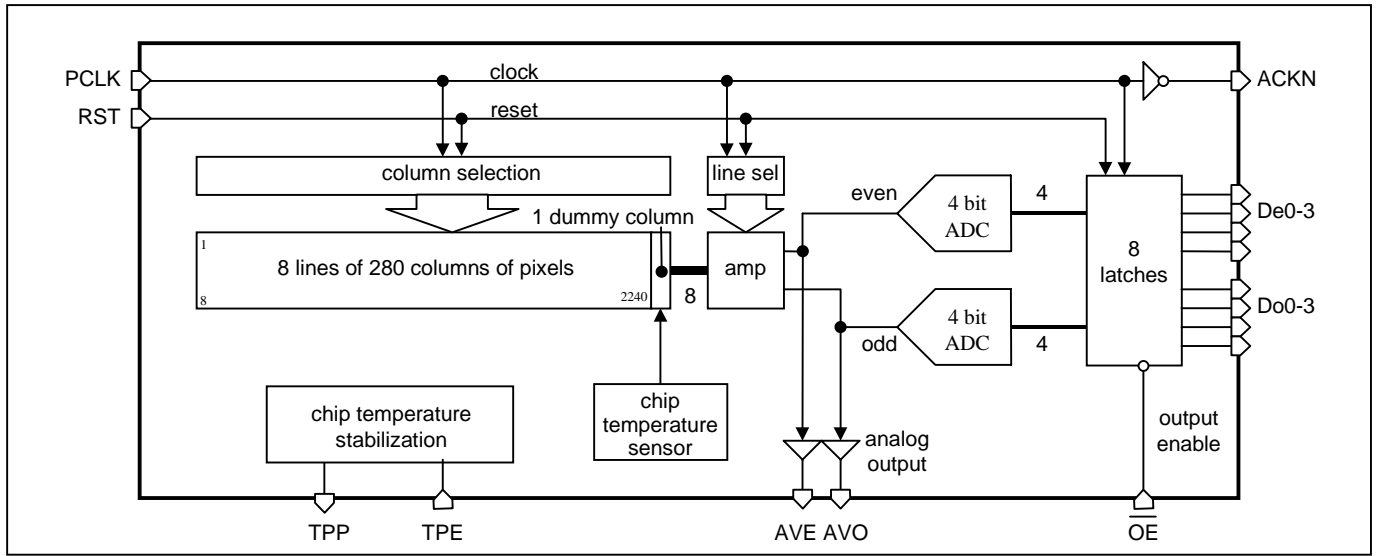 PCLK
clock
ACKN
RST
reset
column selection
line sel
even
4 bit
ADC
4
De0-3
1 dummy column
1
8 lines of 280 columns of pixels
8
2240
8
amp
8
latches
odd
4 bit
ADC
4
Do0-3
chip temperature
stabilization
chip
temperature
sensor
analog
output
output
enable
TPP
TPE
AVE
AVO
OE